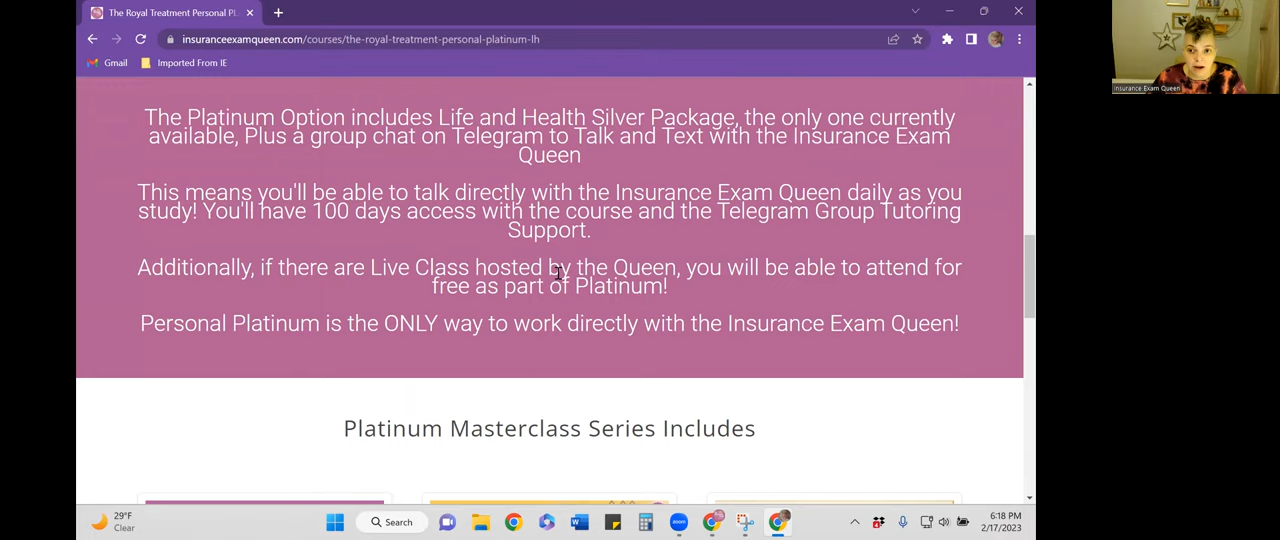 The Royal Treatment Personal Pl
insuranceexamqueen.com/courses/the-royal-treatment-personal-platinum-lh
Gmail
Imported From IE
Insurance Exam Queen
The Platinum Option includes Life and Health Silver Package, the only one currently
available, Plus a group chat on Telegram to Talk and Text with the Insurance Exam
Queen
This means you'll be able to talk directly with the Insurance Exam Queen daily as you
study! You'll have 100 days access with the course and the Telegram Group Tutoring
Support.
Additionally, if there are Live Class hosted by the Queen, you will be able to attend for
free as part of Platinum!
Personal Platinum is the ONLY way to work directly with the Insurance Exam Queen!
Platinum Masterclass Series Includes
29°F
Clear
Search
zoom
6:18 PM
2/17/2023